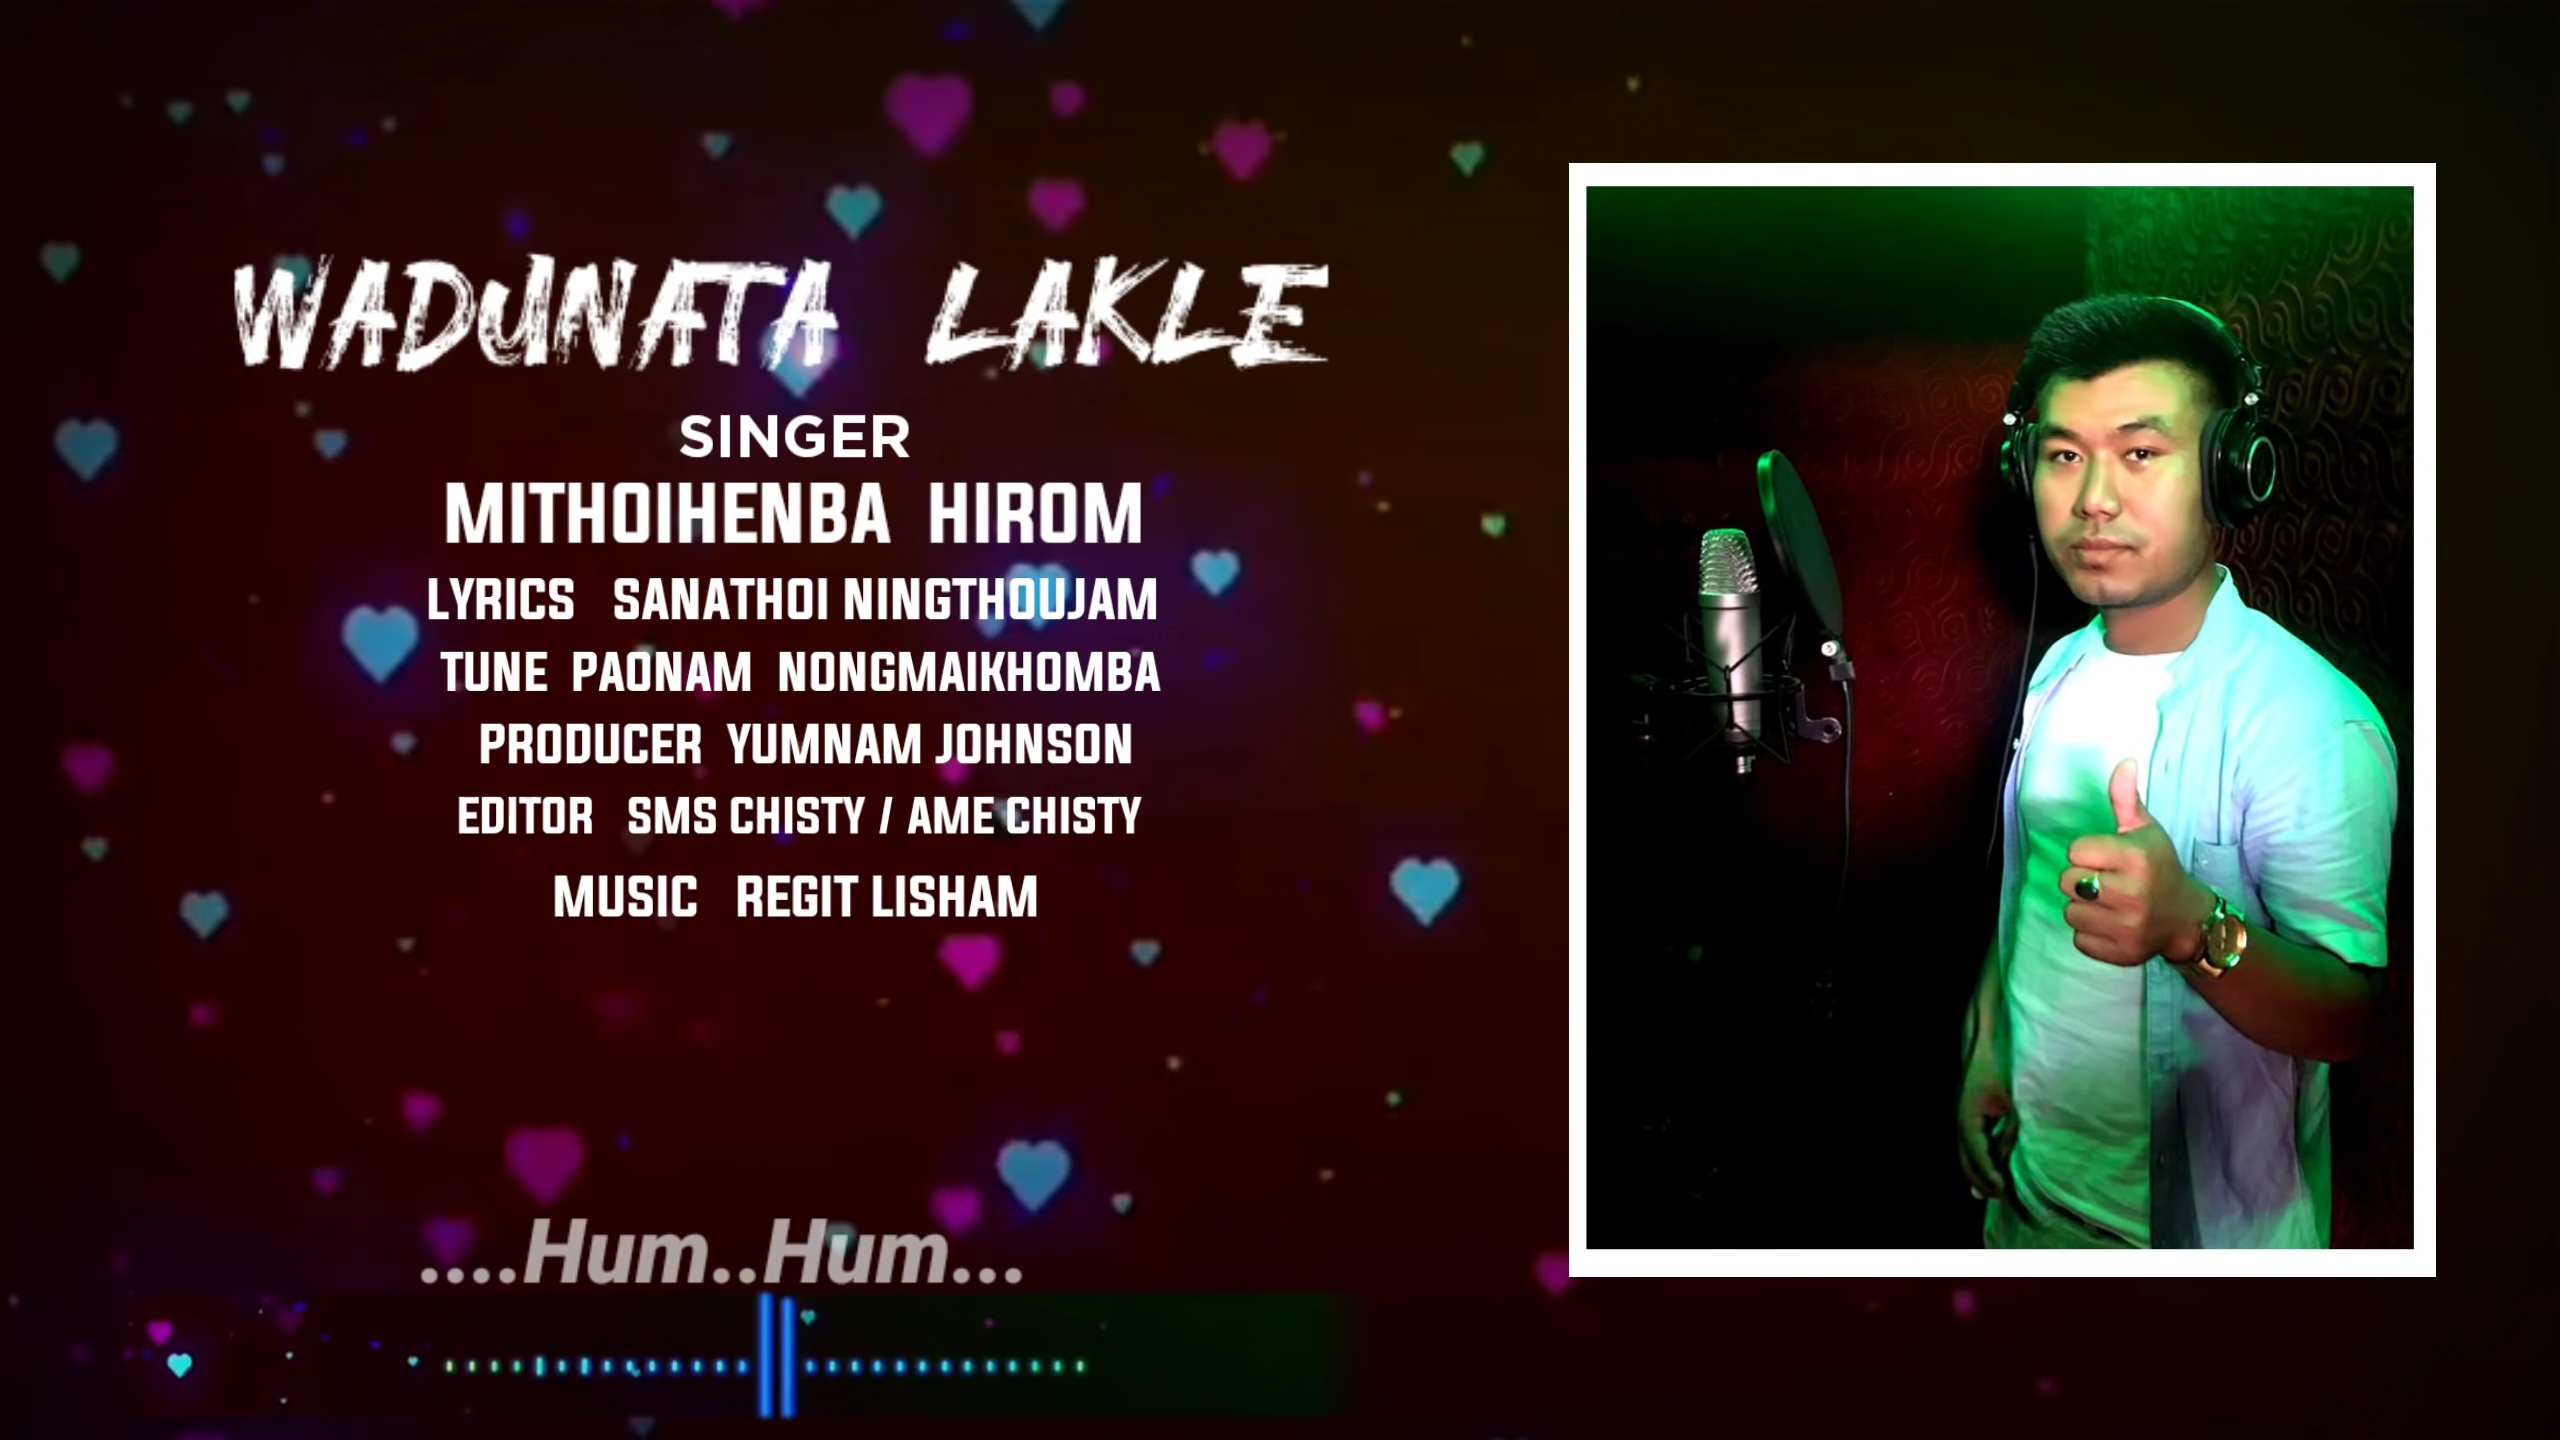 WADUNATA LAKLE
SINGER
MITHOIHENBA HIROM
LYRICS SANATHOI NINGTHOUJAM
TUNE PAONAM NONGMAIKHOMBA
PRODUCER YUMNAM JOHNSON
EDITOR SMS CHISTY / AME CHISTY
MUSIC REGIT LISHAM
....Hum..Hum...